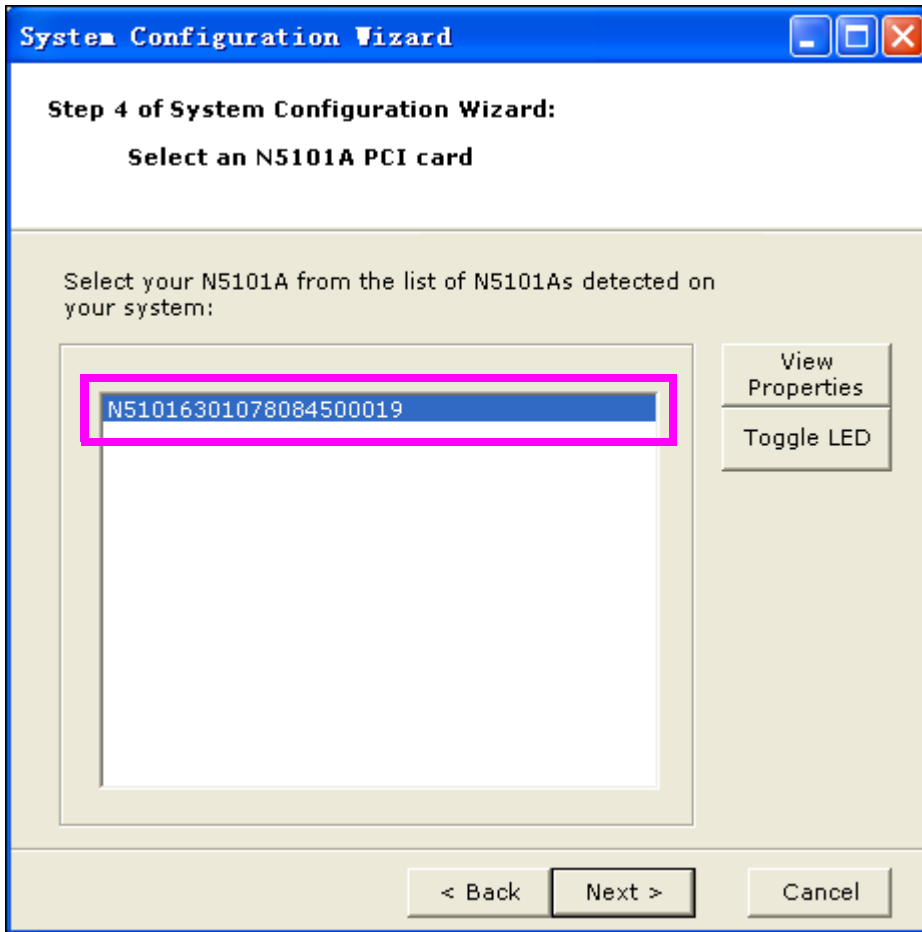 System Configuration Wizard
Step 4 of System Configuration Wizard:
Select an N5101A PCI card
Select your N5101A from the list of N5101As detected on
your system:
N51016301078084500019
View
Properties
Toggle LED
< Back
Next >
Cancel